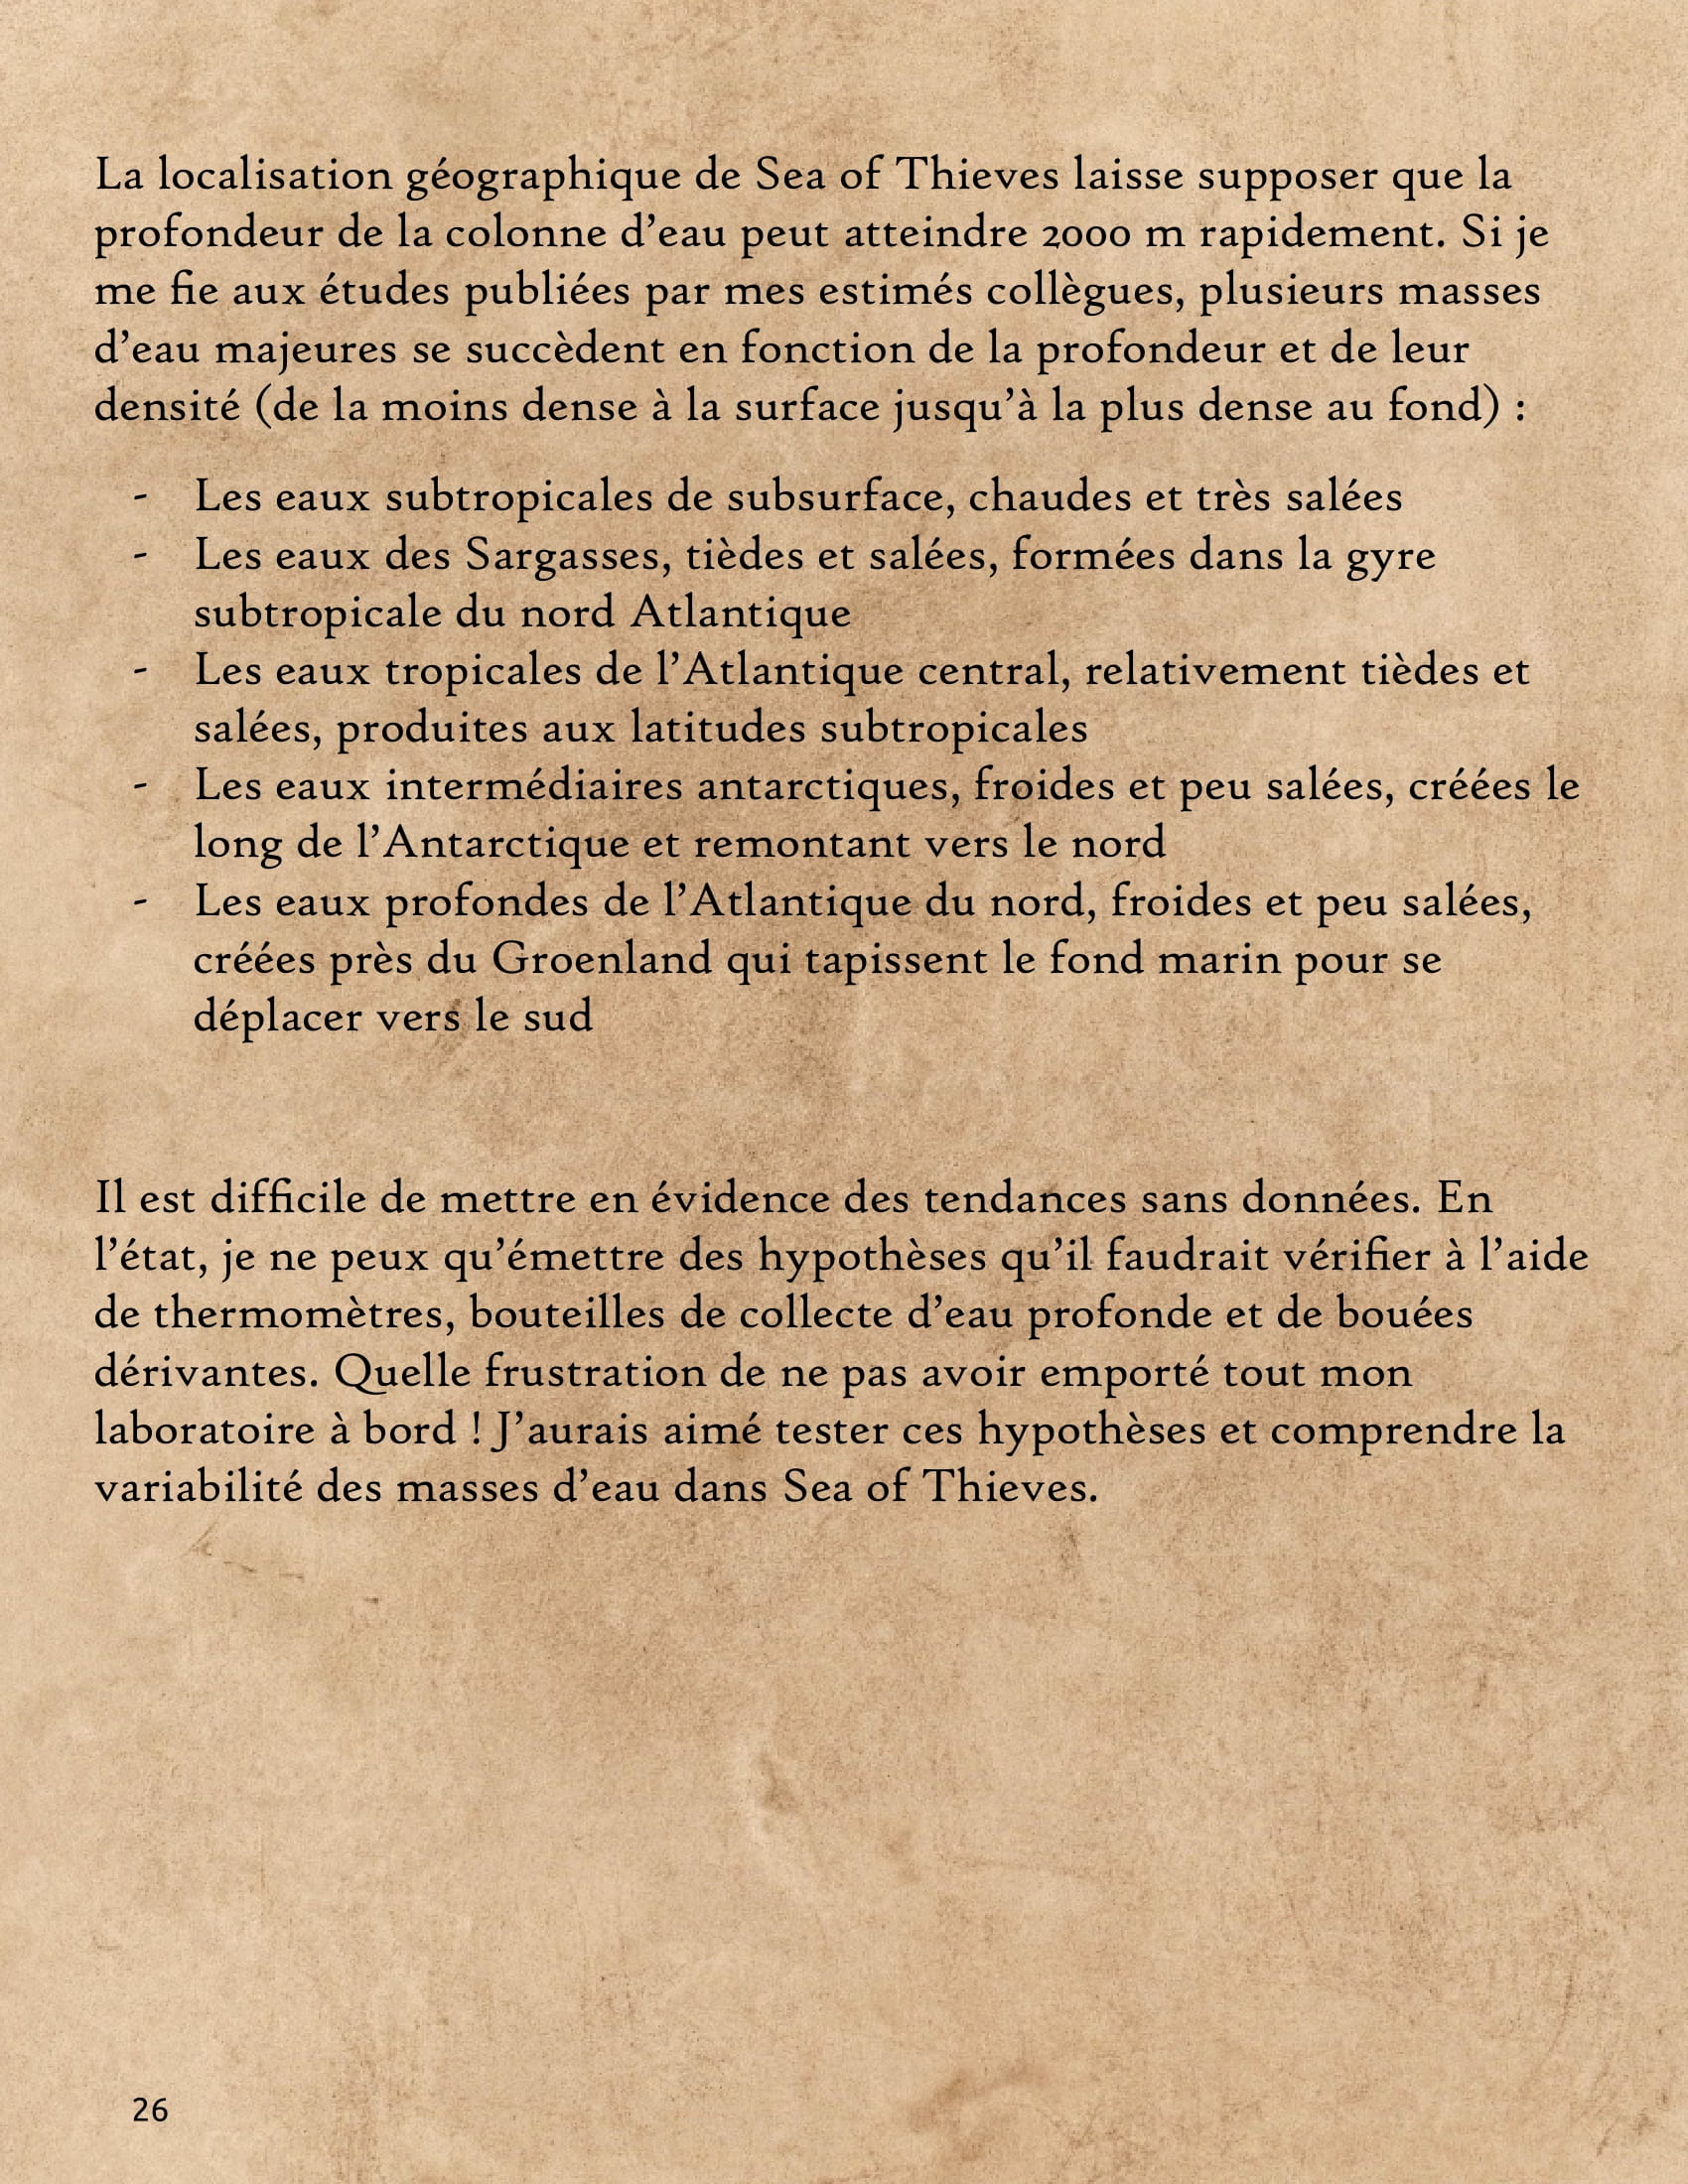 La localisation géographique de Sea of Thieves laisse supposer que la
profondeur de la colonne d’eau peut atteindre 2000 m rapidement. Si je
me fie aux études publiées par mes estimés collègues, plusieurs masses
d’eau majeures se succèdent en fonction de la profondeur et de leur
densité (de la moins dense à la surface jusqu’à la plus dense au fond) :
- Les eaux subtropicales de subsurface, chaudes et très salées
- Les eaux des Sargasses, tièdes et salées, formées dans la gyre
subtropicale du nord Atlantique
- Les eaux tropicales de l’Atlantique central, relativement tièdes et
salées, produites aux latitudes subtropicales
- Les eaux intermédiaires antarctiques, froides et peu salées, créées le
long de l’Antarctique et remontant vers le nord
- Les eaux profondes de l’Atlantique du nord, froides et peu salées,
créées près du Groenland qui tapissent le fond marin pour se
déplacer vers le sud
Il est difficile de mettre en évidence des tendances sans données. En
l’état, je ne peux qu’émettre des hypothèses qu’il faudrait vérifier à l’aide
de thermomètres, bouteilles de collecte d’eau profonde et de bouées
dérivantes. Quelle frustration de ne pas avoir emporté tout mon
laboratoire à bord ! J’aurais aimé tester ces hypothèses et comprendre la
variabilité des masses d’eau dans Sea of Thieves.
26